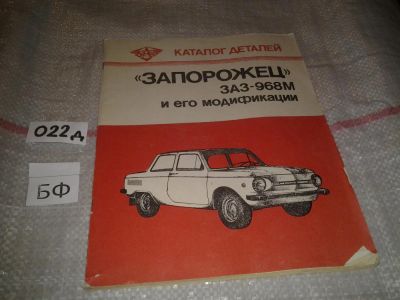 КАТАЛОГ ДЕТАЛЕЙ
«ЗАПОРОЖЕЦ»
ЗАЗ-968М
и его модификации
022д
БФ